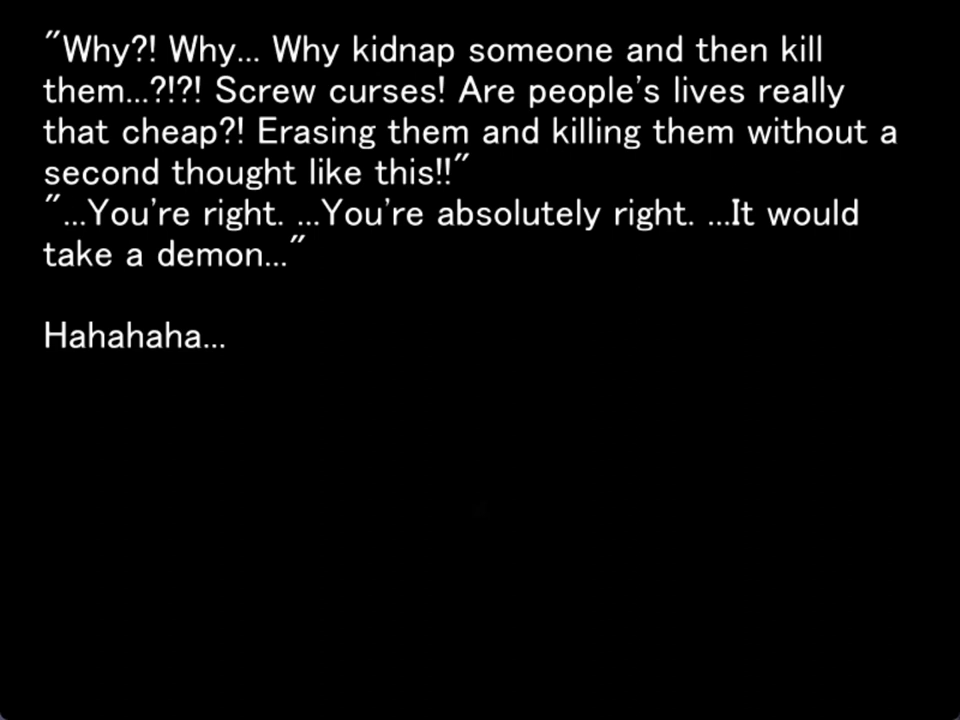 "Why?! Why... Why kidnap someone and then kill
them...?!?! Screw curses! Are people's lives really
that cheap?! Erasing them and killing them without a
second thought like this!!"
"...You're right. ...You're absolutely right. ...It would
take a demon..."
Hahahaha...